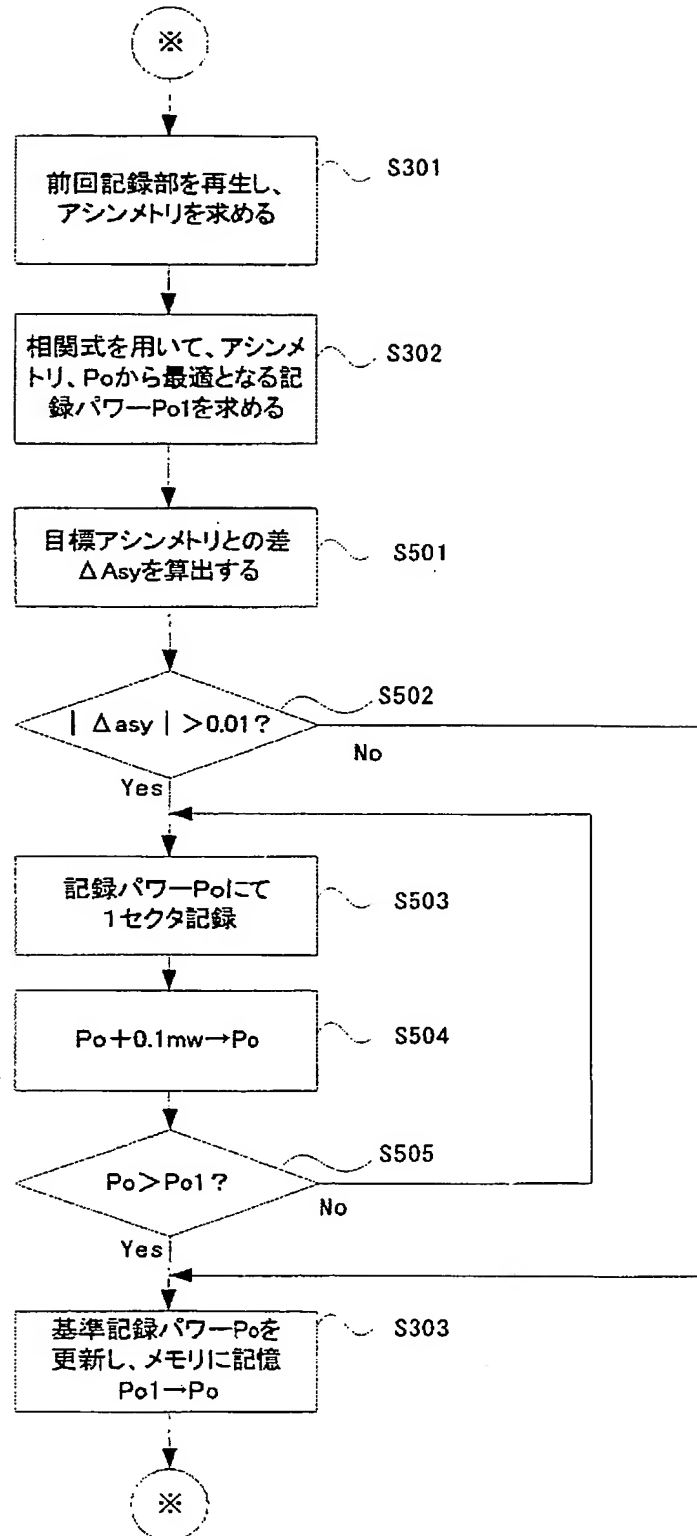 ※
前回記録部を再生し、
アシンメトリを求める
S301
相関式を用いて、アシンメ
トリ、Poから最適となる記
録パワーPo1を求める
S302
目標アシンメトリとの差
ΔAsyを算出する
S501
| Δasy | >0.01?
S502
No
Yes
記録パワーPoにて
1セクタ記録
S503
Po+0.1mw→Po
S504
Po>Po1?
S505
No
Yes
基準記録パワーPoを
更新し、メモリに記憶
Po1→Po
S303
※